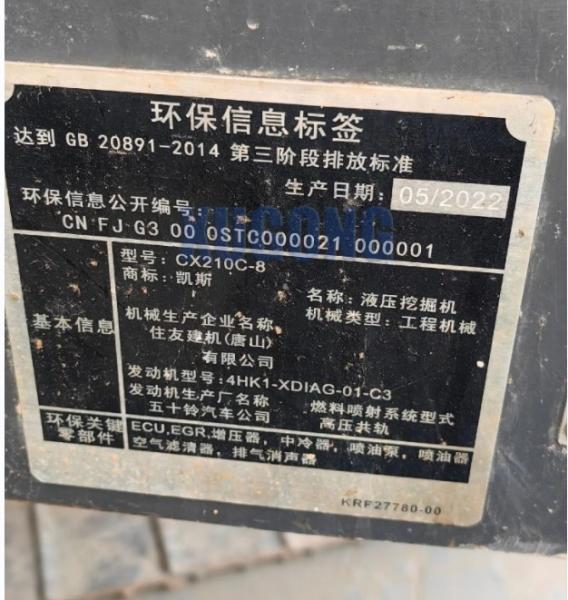 环保信息标签
达到 GB 20891-2014 第三阶段排放标准
生产日期: 05/2022
环保信息公开编号:
CN FJ G3 00 0STC000021 000001
基本信息
型号: CX210C-8
商标: 凯斯
名称: 液压挖掘机
机械类型: 工程机械
机械生产企业名称
住友建机(唐山)
有限公司
发动机型号: 4HK1-XDIAG-01-C3
发动机生产厂名称
五十铃汽车公司
燃料喷射系统型式
高压共轨
环保关键
零部件
ECU,EGR,增压器, 中冷器, 喷油泵, 喷油器
空气滤清器, 排气消声器
KRF27780-00
HUGONG